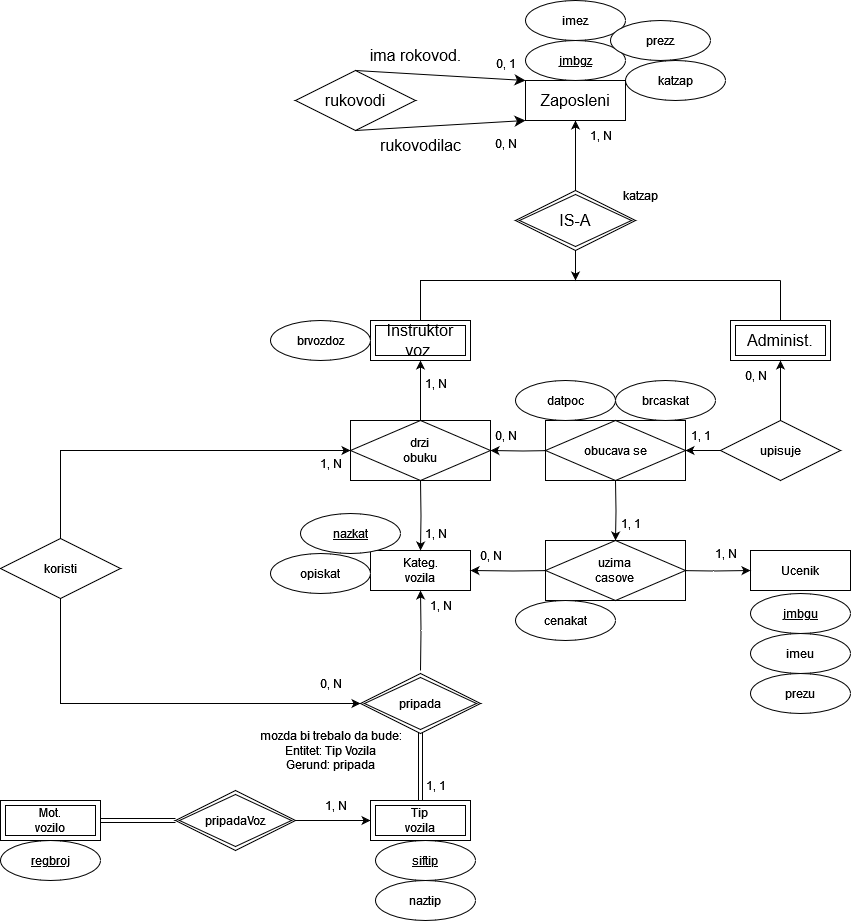 imez
prezz
ima rokovod.
0, 1
jmbgz
katzap
rukovodi
Zaposleni
rukovodilac
0, N
1, N
katzap
IS-A
brvozdoz
Instruktor
voz.
Administ.
1, N
0, N
datpoc
brcaskat
drzi
obuku
0, N
obucava se
1, 1
upisuje
1, N
nazkat
1, N
1, 1
koristi
opiskat
Kateg.
vozila
0, N
uzima
casove
1, N
Ucenik
1, N
cenakat
jmbgu
imeu
0, N
prezu
pripada
mozda bi trebalo da bude:
Entitet: Tip Vozila
Gerund: pripada
1, 1
Mot.
vozilo
pripadaVoz
1, N
Tip
vozila
regbroj
siftip
naztip